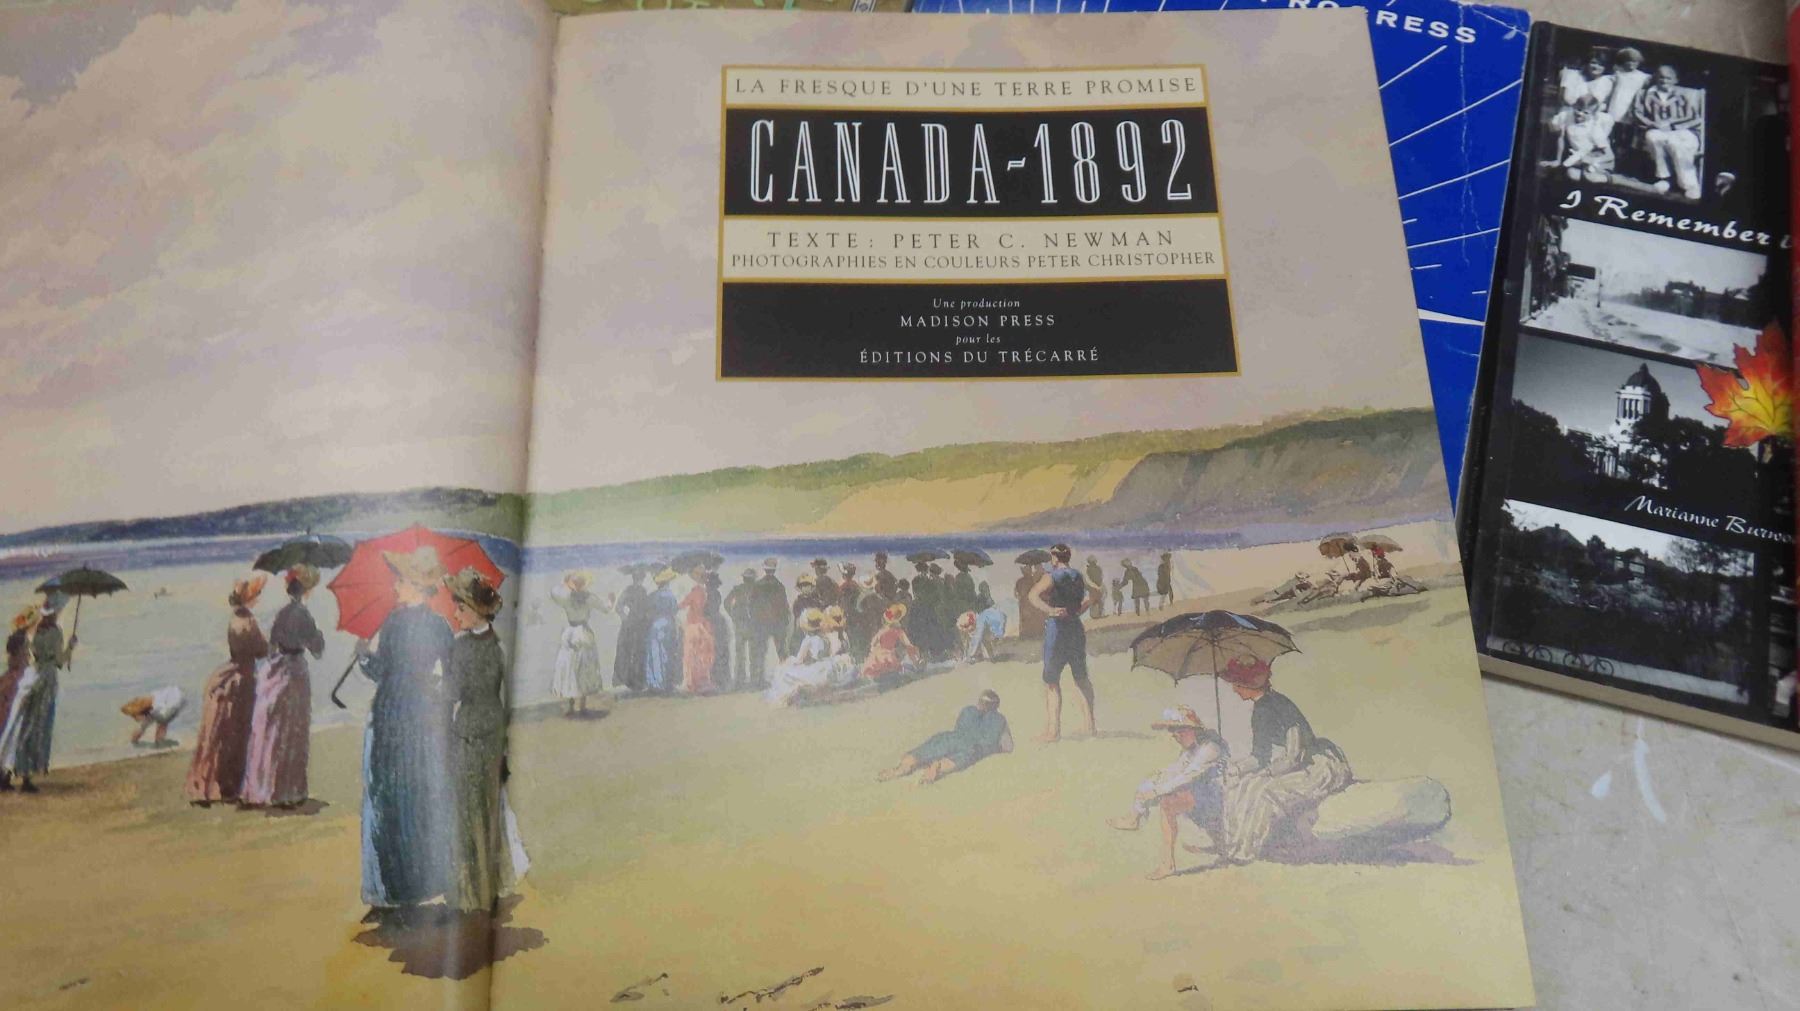 LA FRESQUE D'UNE TERRE PROMISE
CANADA-1892
TEXTE: PETER C. NEWMAN
PHOTOGRAPHIES EN COULEURS PETER CHRISTOPHER
Une production
MADISON PRESS
pour les
ÉDITIONS DU TRÉCARRÉ
I Remember
Marianne